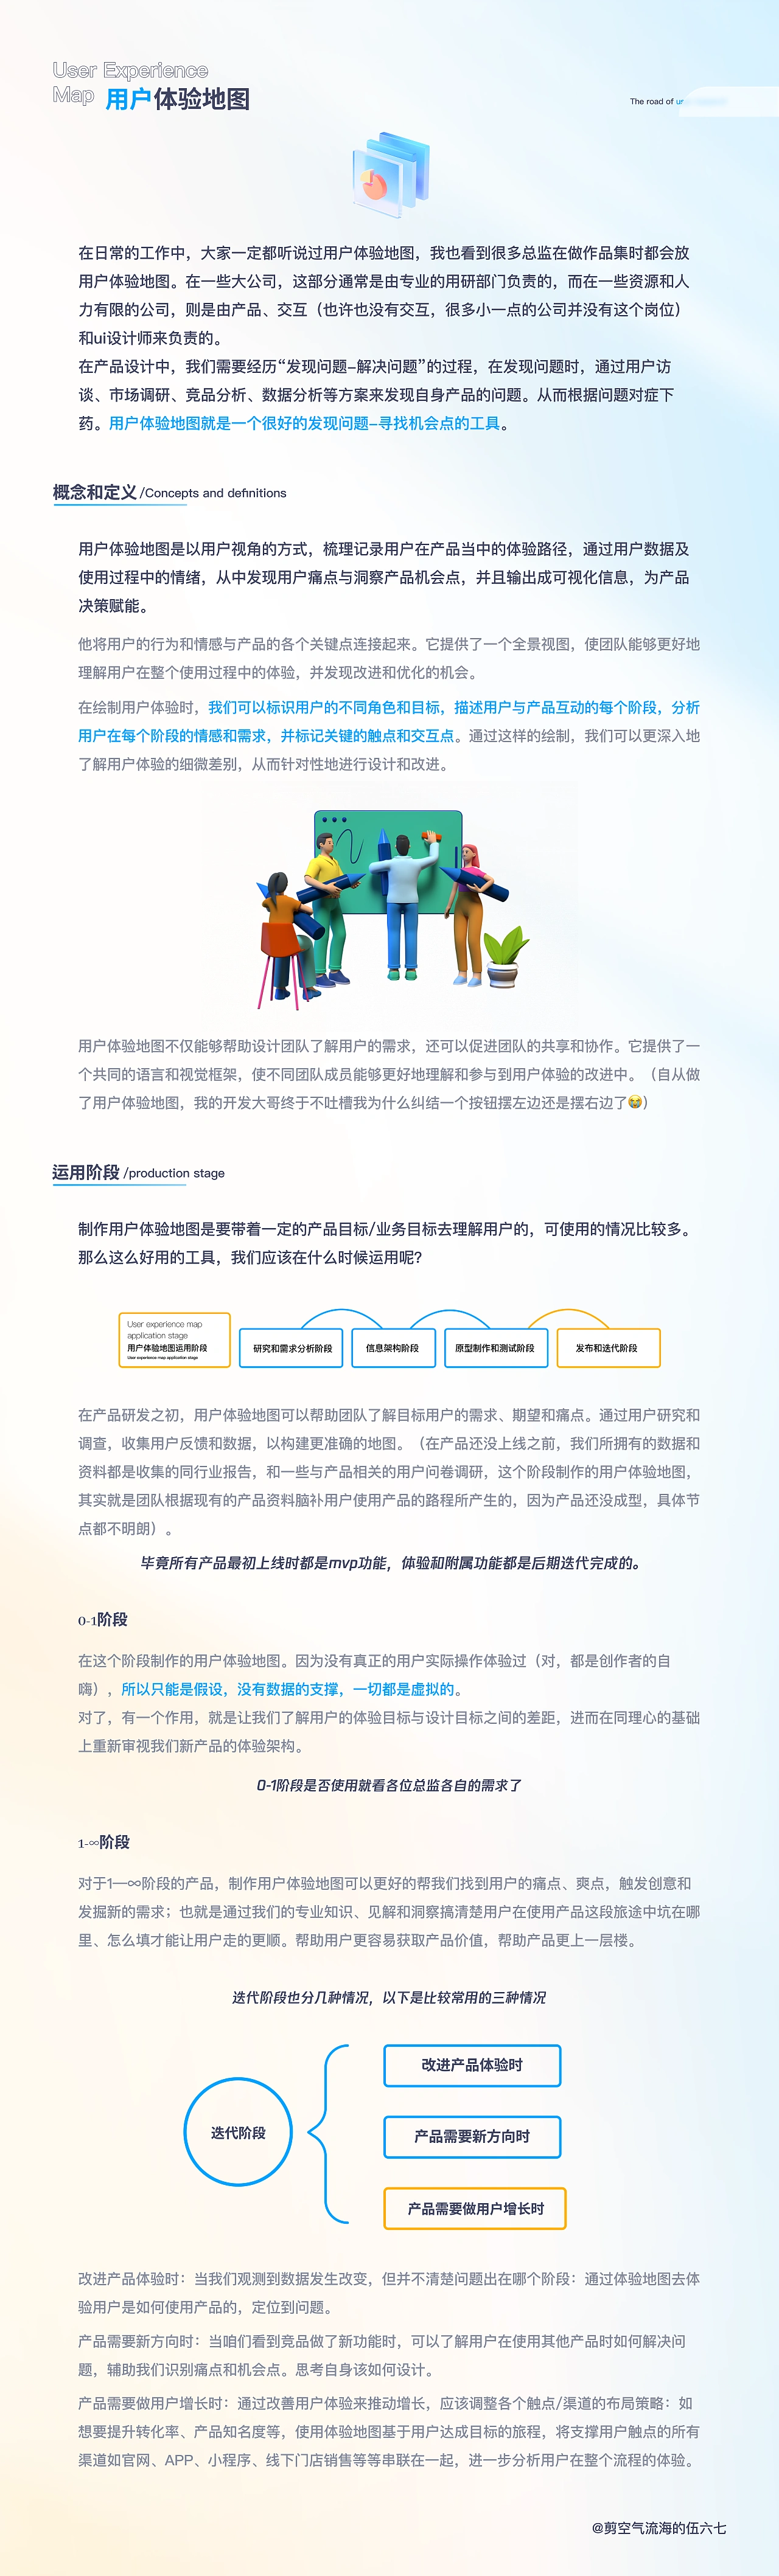 User Experience
Map 用户体验地图
The road of
在日常的工作中，大家一定都听说过用户体验地图，我也看到很多总监在做作品集时都会放
用户体验地图。在一些大公司，这部分通常是由专业的用研部门负责的，而在一些资源和人
力有限的公司，则是由产品、交互（也许也没有交互，很多小一点的公司并没有这个岗位）
和ui设计师来负责的。
在产品设计中，我们需要经历“发现问题–解决问题”的过程，在发现问题时，通过用户访
谈、市场调研、竞品分析、数据分析等方案来发现自身产品的问题。从而根据问题对症下
药。用户体验地图就是一个很好的发现问题–寻找机会点的工具。
概念和定义/Concepts and definitions
用户体验地图是以用户视角的方式，梳理记录用户在产品当中的体验路径，通过用户数据及
使用过程中的情绪，从中发现用户痛点与洞察产品机会点，并且输出成可视化信息，为产品
决策赋能。
他将用户的行为和情感与产品的各个关键点连接起来。它提供了一个全景视图，使团队能够更好地
理解用户在整个使用过程中的体验，并发现改进和优化的机会。
在绘制用户体验时，我们可以标识用户的不同角色和目标，描述用户与产品互动的每个阶段，分析
用户在每个阶段的情感和需求，并标记关键的触点和交互点。通过这样的绘制，我们可以更深入地
了解用户体验的细微差别，从而针对性地进行设计和改进。
用户体验地图不仅能够帮助设计团队了解用户的需求，还可以促进团队的共享和协作。它提供了一
个共同的语言和视觉框架，使不同团队成员能够更好地理解和参与到用户体验的改进中。（自从做
了用户体验地图，我的开发大哥终于不吐槽我为什么纠结一个按钮摆左边还是摆右边了😭）
运用阶段/production stage
制作用户体验地图是要带着一定的产品目标/业务目标去理解用户的，可使用的情况比较多。
那么这么好用的工具，我们应该在什么时候运用呢？
User experience map
application stage
用户体验地图运用阶段
User experience map application stage
研究和需求分析阶段
信息架构阶段
原型制作和测试阶段
发布和迭代阶段
在产品研发之初，用户体验地图可以帮助团队了解目标用户的需求、期望和痛点。通过用户研究和
调查，收集用户反馈和数据，以构建更准确的地图。（在产品还没上线之前，我们所拥有的数据和
资料都是收集的同行业报告，和一些与产品相关的用户问卷调研，这个阶段制作的用户体验地图，
其实就是团队根据现有的产品资料脑补用户使用产品的路程所产生的，因为产品还没成型，具体节
点都不明朗）。
毕竟所有产品最初上线时都是mvp功能，体验和附属功能都是后期迭代完成的。
0-1阶段
在这个阶段制作的用户体验地图。因为没有真正的用户实际操作体验过（对，都是创作者的自
嗨），所以只能是假设，没有数据的支撑，一切都是虚拟的。
对了，有一个作用，就是让我们了解用户的体验目标与设计目标之间的差距，进而在同理心的基础
上重新审视我们新产品的体验架构。
0-1阶段是否使用就看各位总监各自的需求了
1-∞阶段
对于1—∞阶段的产品，制作用户体验地图可以更好的帮我们找到用户的痛点、爽点，触发创意和
发掘新的需求；也就是通过我们的专业知识、见解和洞察搞清楚用户在使用产品这段旅途中坑在哪
里、怎么填才能让用户走的更顺。帮助用户更容易获取产品价值，帮助产品更上一层楼。
迭代阶段也分几种情况，以下是比较常用的三种情况
迭代阶段
改进产品体验时
产品需要新方向时
产品需要做用户增长时
改进产品体验时：当我们观测到数据发生改变，但并不清楚问题出在哪个阶段：通过体验地图去体
验用户是如何使用产品的，定位到问题。
产品需要新方向时：当咱们看到竞品做了新功能时，可以了解用户在使用其他产品时如何解决问
题，辅助我们识别痛点和机会点。思考自身该如何设计。
产品需要做用户增长时：通过改善用户体验来推动增长，应该调整各个触点/渠道的布局策略：如
想要提升转化率、产品知名度等，使用体验地图基于用户达成目标的旅程，将支撑用户触点的所有
渠道如官网、APP、小程序、线下门店销售等等串联在一起，进一步分析用户在整个流程的体验。
@剪空气流海的伍六七